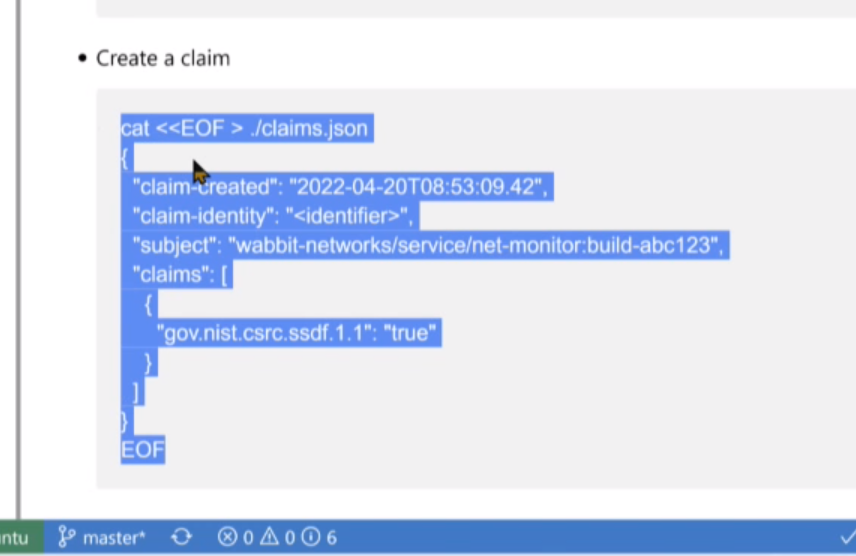 Create a claim
cat <<EOF > ./claims.json
{
"claim-created": "2022-04-20T08:53:09.42",
"claim-identity": "<identifier>",
"subject": "wabbit-networks/service/net-monitor:build-abc123",
"claims": [
{
"gov.nist.csrc.ssdf.1.1": "true"
}
]
}
EOF
master* 0 0 6